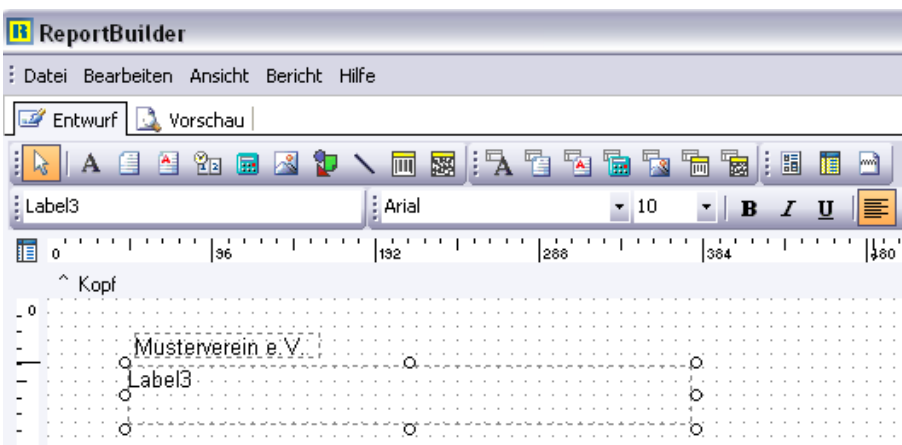 ReportBuilder
Datei Bearbeiten Ansicht Bericht Hilfe
Entwurf Vorschau
Label3 Arial 10 B I U
0 96 192 288 384 480
^ Kopf
0
Musterverein e.V.
Label3